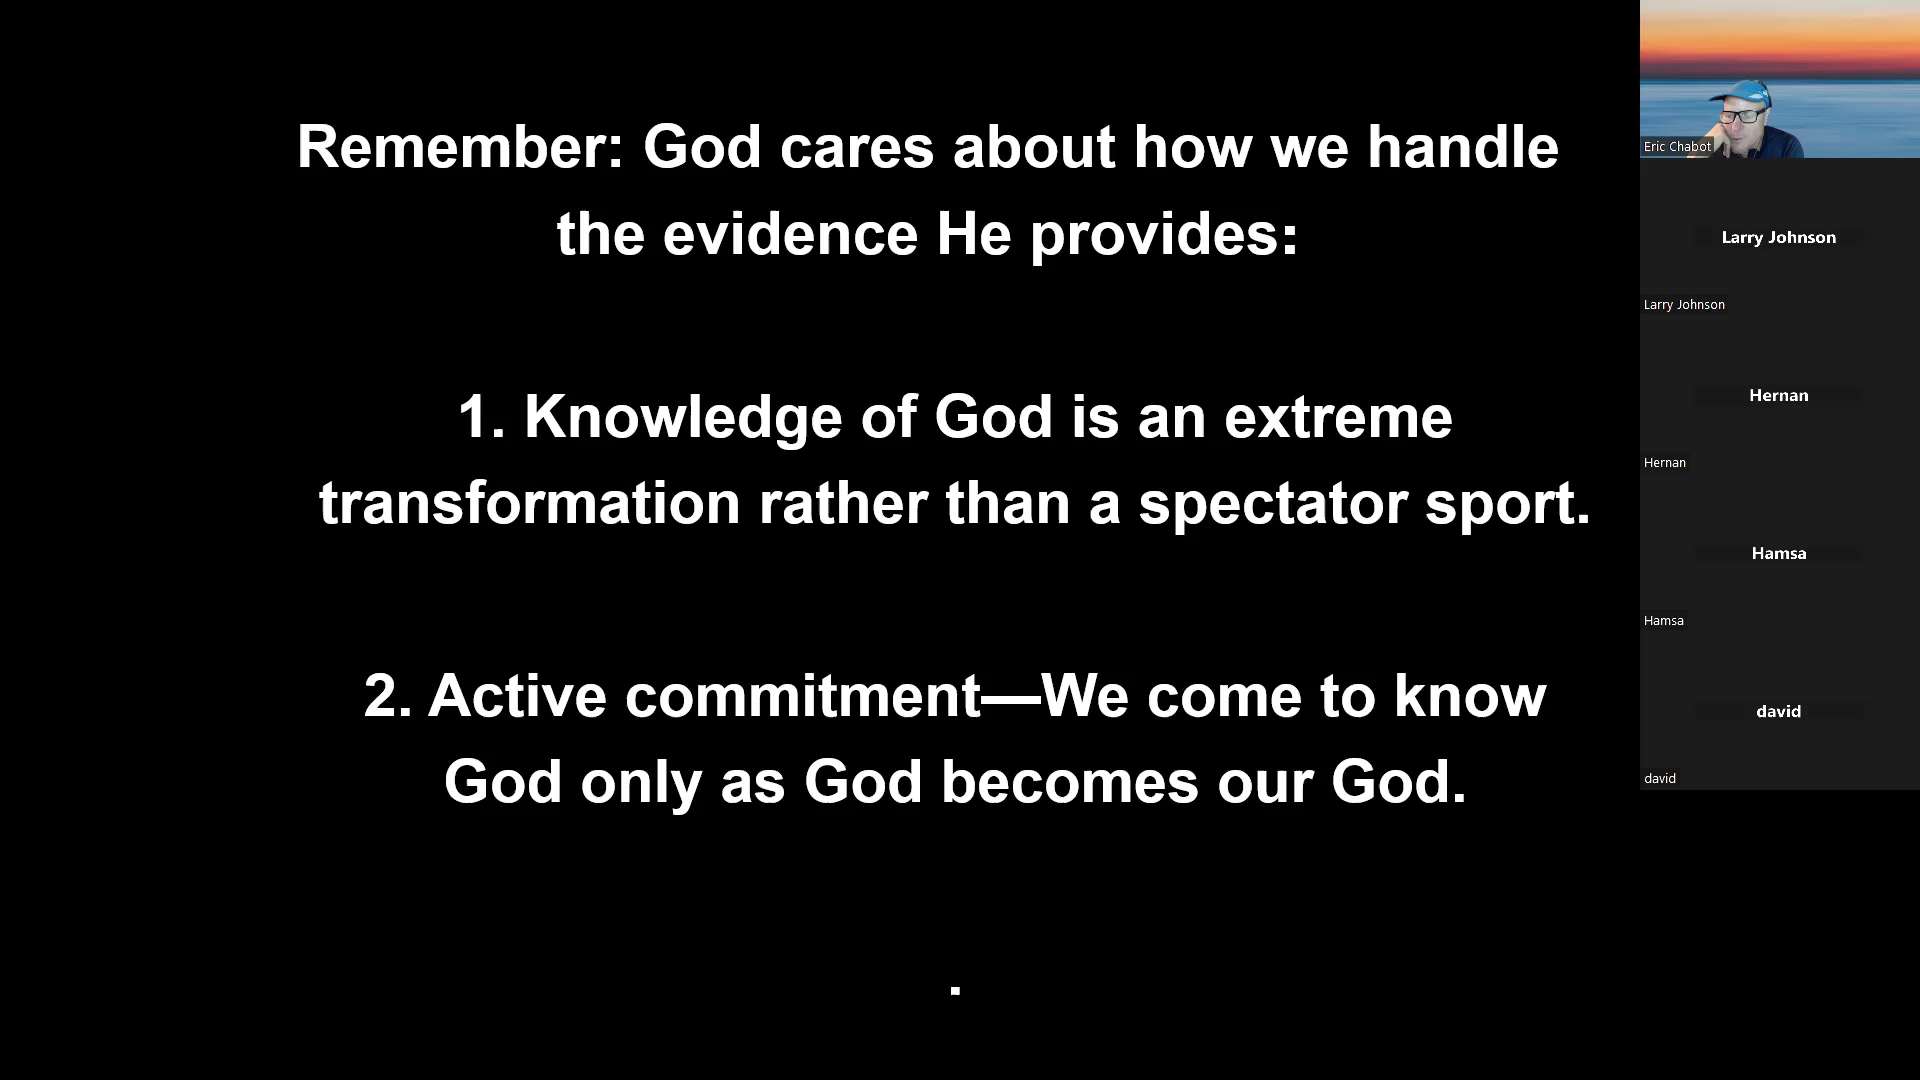 Remember: God cares about how we handle
the evidence He provides:
1. Knowledge of God is an extreme
transformation rather than a spectator sport.
2. Active commitment—We come to know
God only as God becomes our God.
.
Eric Chabot
Larry Johnson
Larry Johnson
Hernan
Hernan
Hamsa
Hamsa
david
david